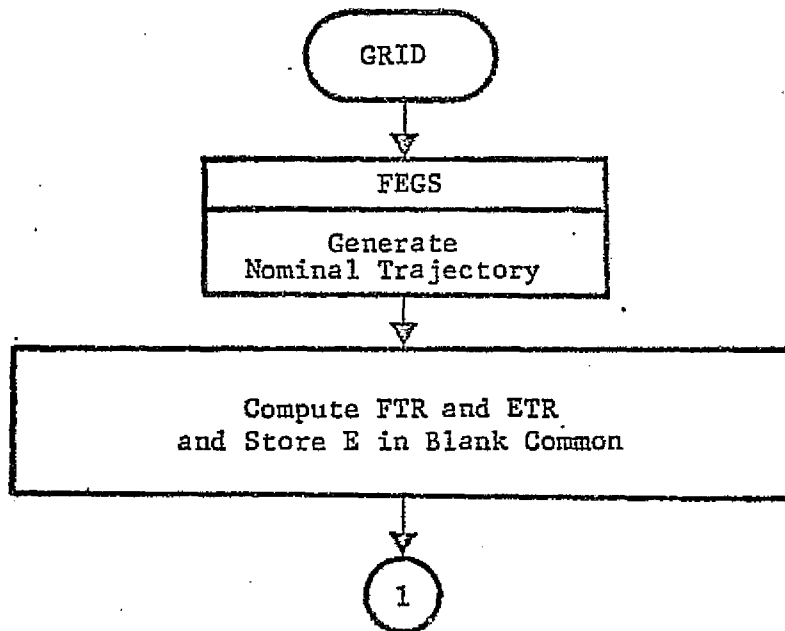 GRID
FEGS
Generate
Nominal Trajectory
Compute FTR and ETR
and Store E in Blank Common
1